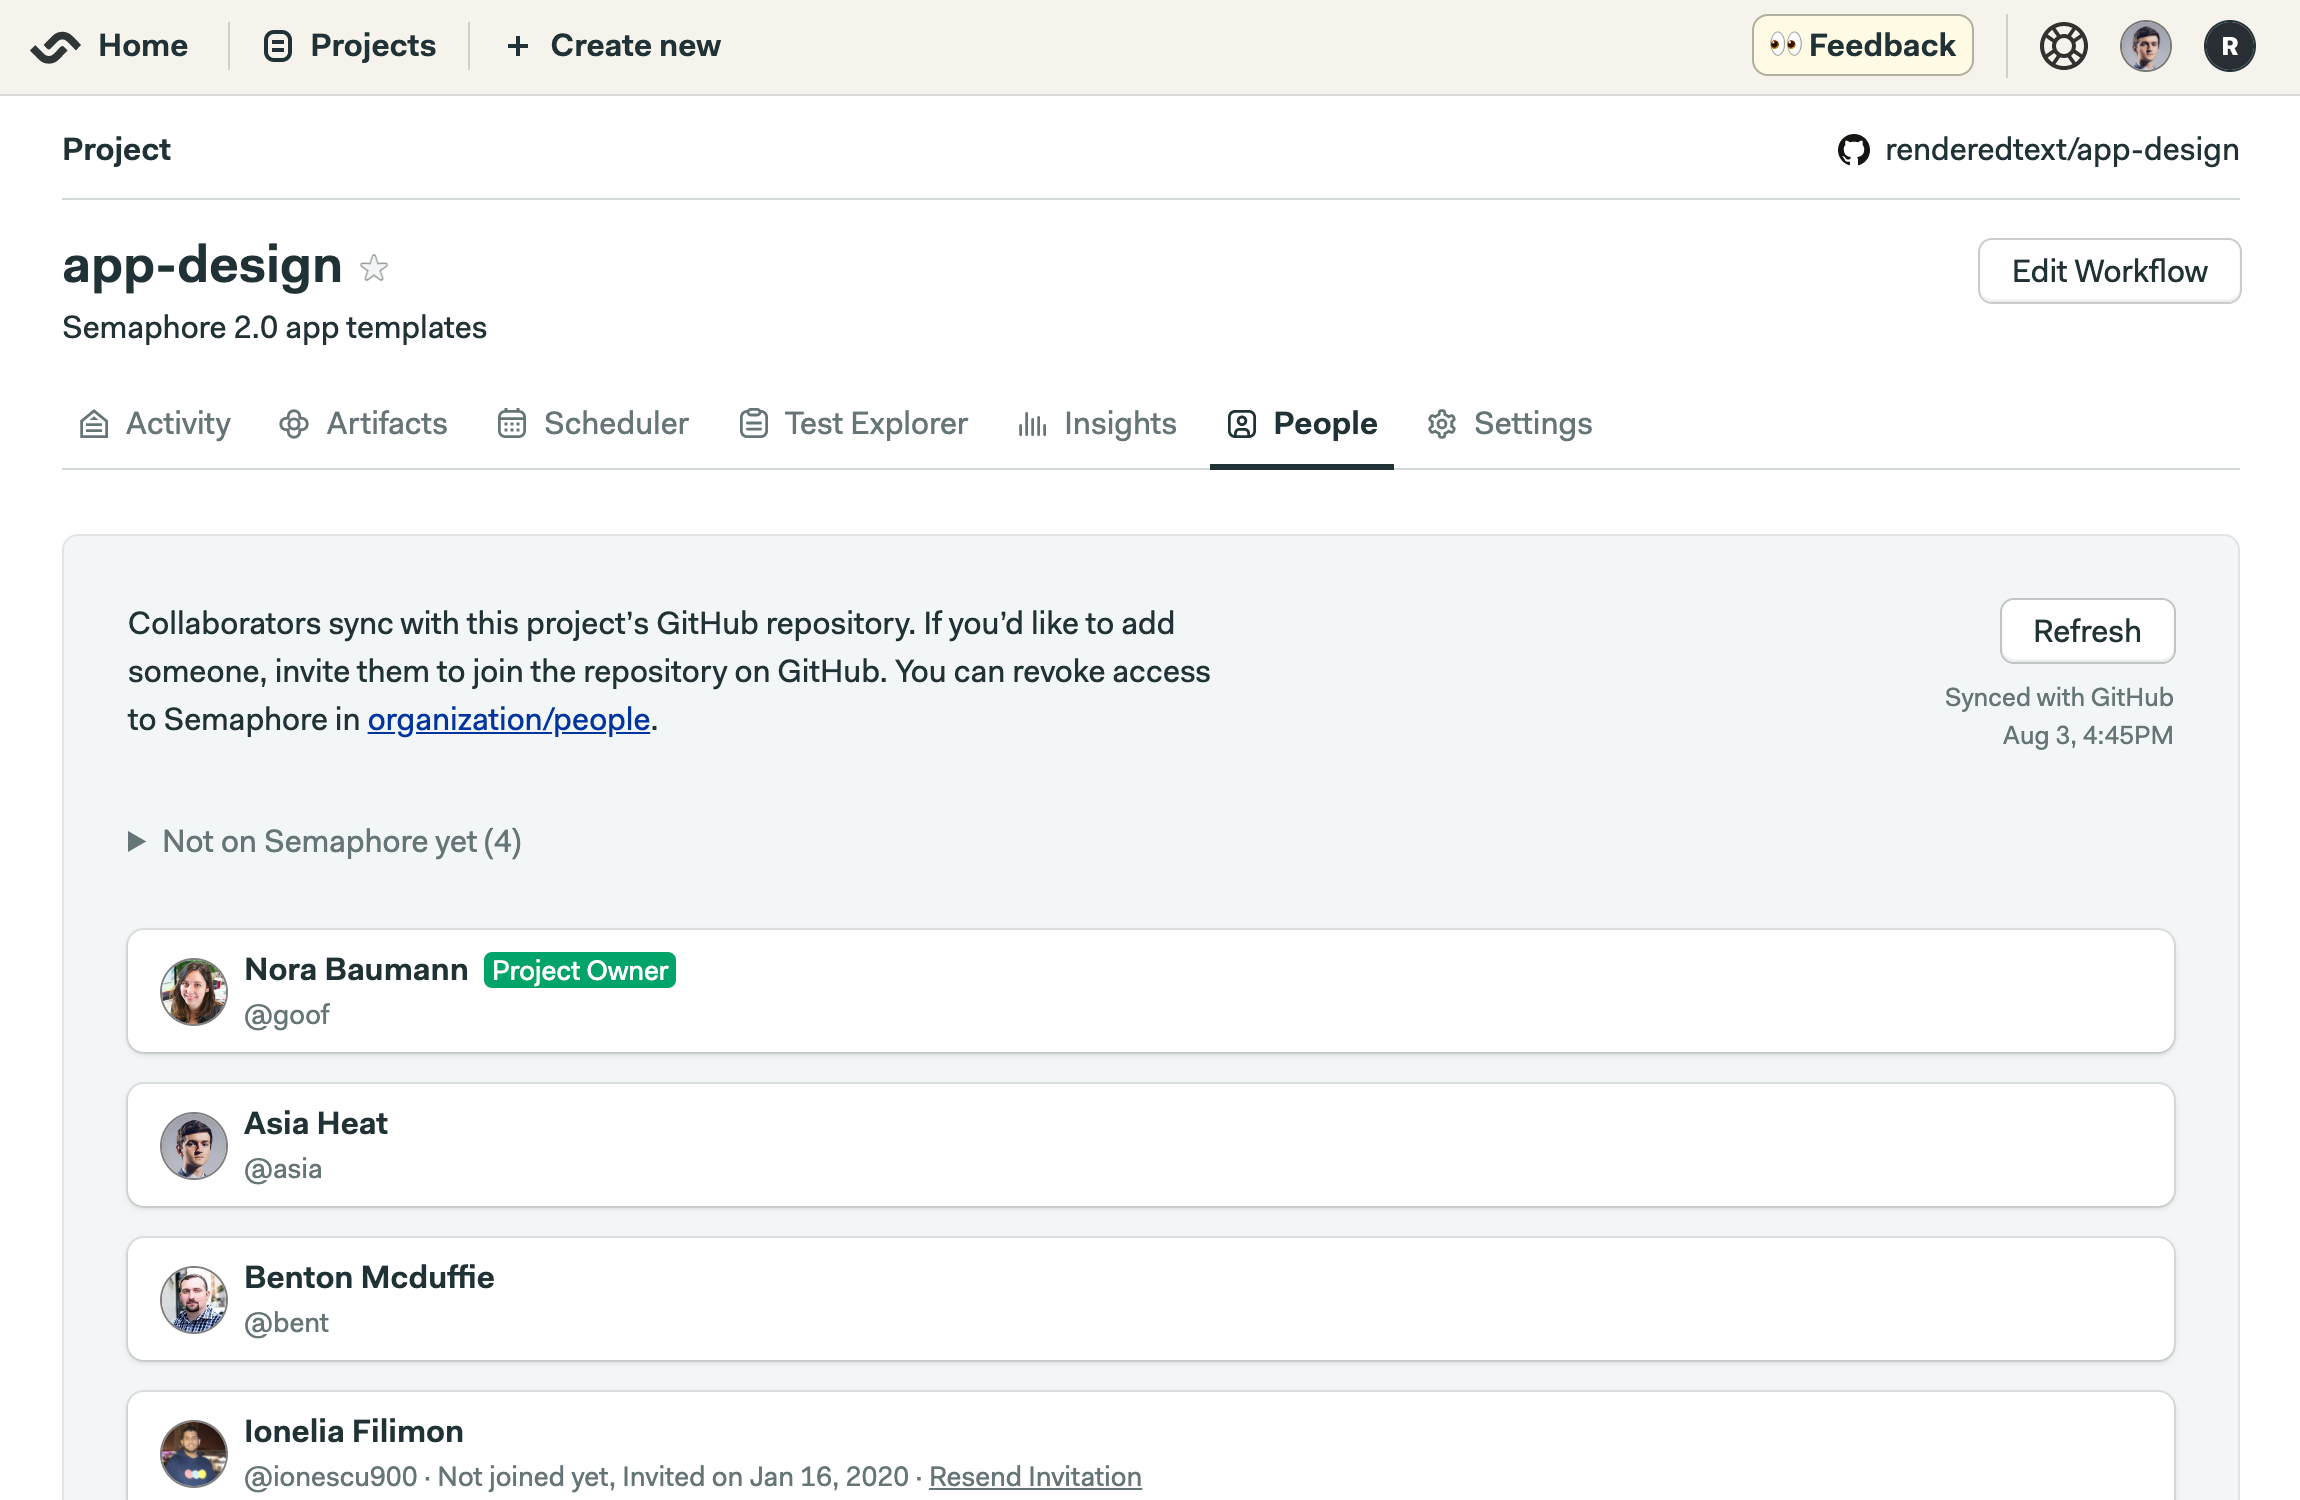 Home
Projects
+ Create new
👀 Feedback
R
Project
renderedtext/app-design
app-design
Edit Workflow
Semaphore 2.0 app templates
Activity
Artifacts
Scheduler
Test Explorer
Insights
People
Settings
Collaborators sync with this project’s GitHub repository. If you’d like to add
someone, invite them to join the repository on GitHub. You can revoke access
to Semaphore in organization/people.
Refresh
Synced with GitHub
Aug 3, 4:45PM
Not on Semaphore yet (4)
Nora Baumann Project Owner
@goof
Asia Heat
@asia
Benton Mcduffie
@bent
Ionelia Filimon
@ionescu900 · Not joined yet, Invited on Jan 16, 2020 · Resend Invitation